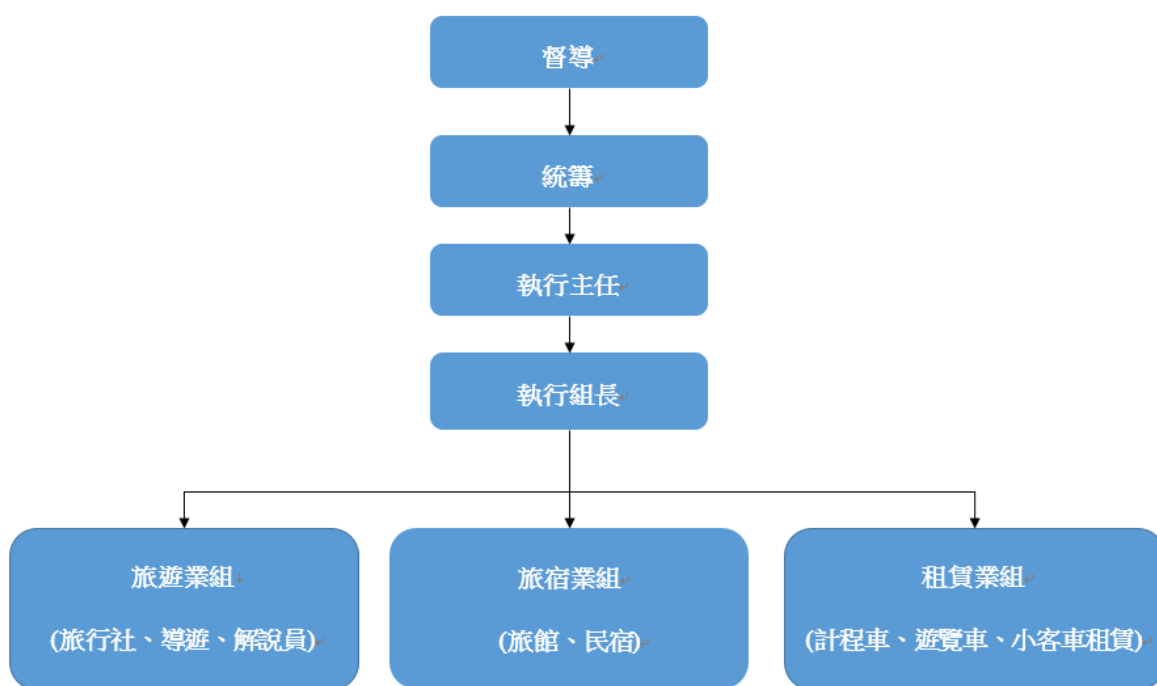 督導
統籌
執行主任
執行組長
旅遊業組
(旅行社、導遊、解說員)
旅宿業組
(旅館、民宿)
租賃業組
(計程車、遊覽車、小客車租賃)